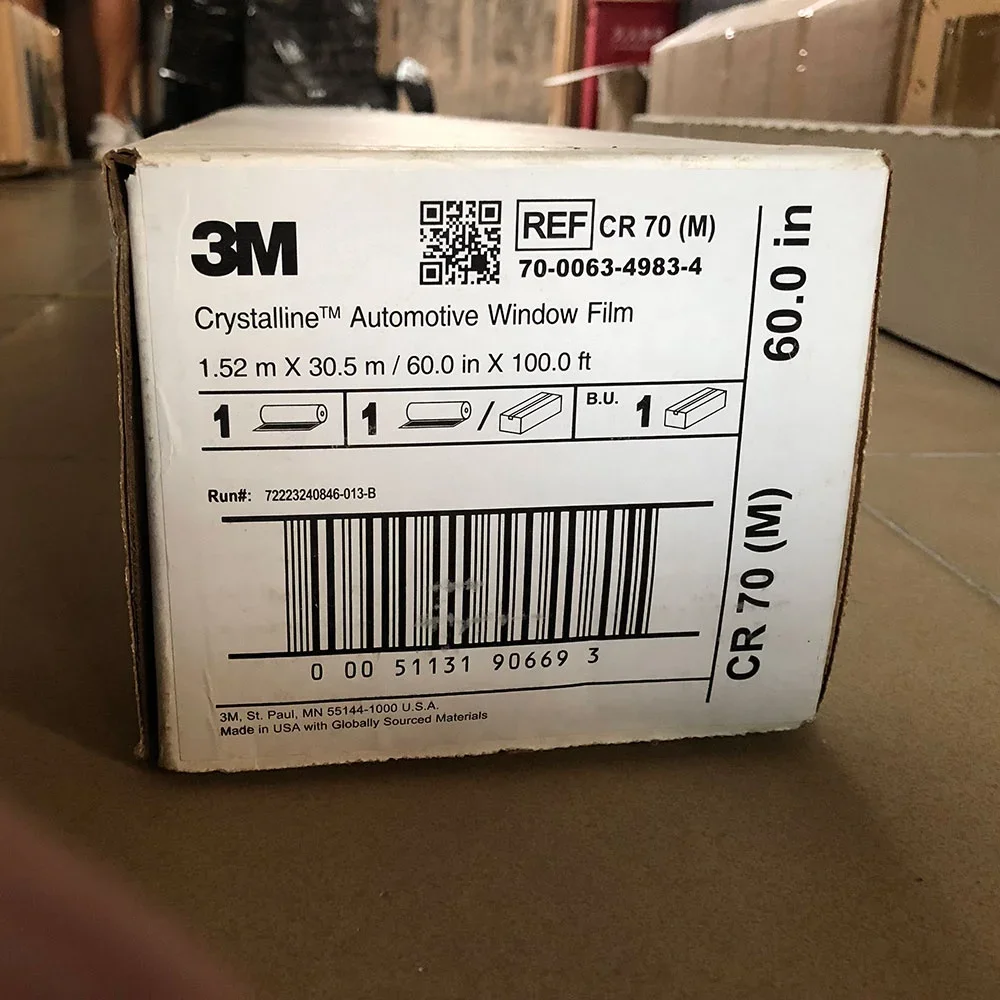 3M
REF CR 70 (M)
70-0063-4983-4
Crystalline™ Automotive Window Film
1.52 m X 30.5 m / 60.0 in X 100.0 ft
1 1 / B.U. 1
Run#: 72223240846-013-B
0 00 51131 90669 3
3M, St. Paul, MN 55144-1000 U.S.A.
Made in USA with Globally Sourced Materials
60.0 in
CR 70 (M)